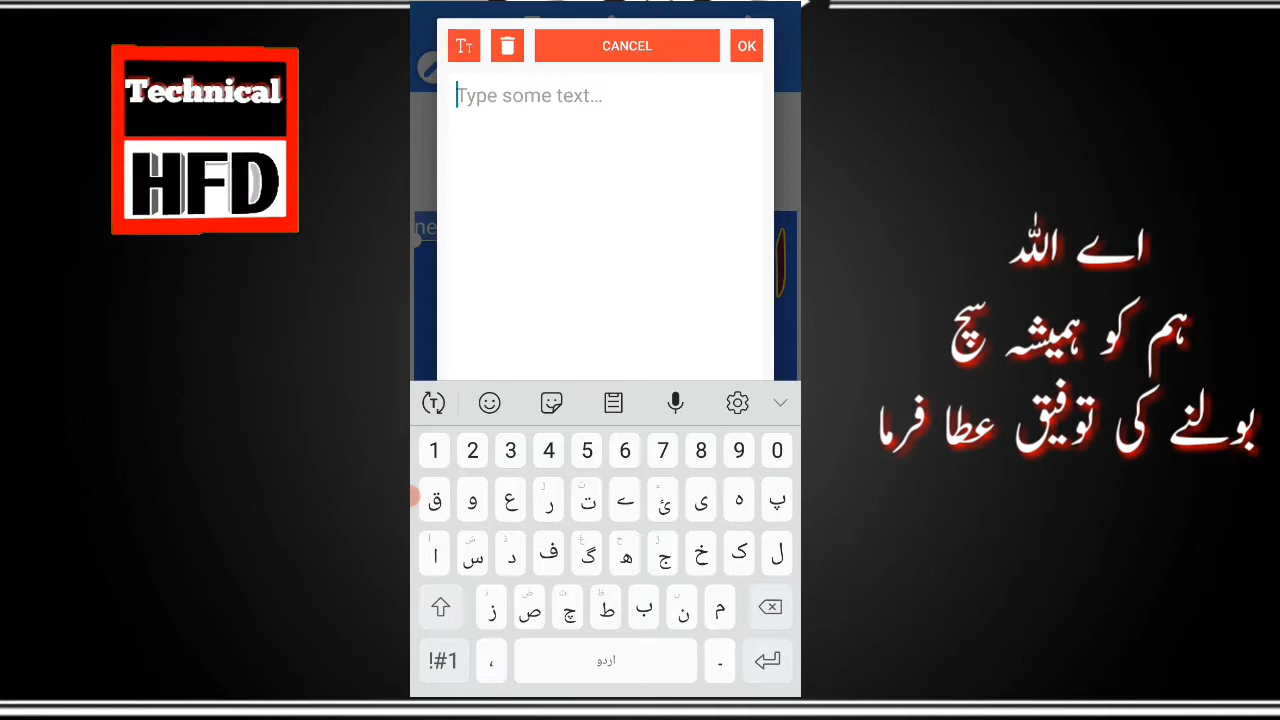 Technical
HFD
CANCEL
OK
Type some text...
ne
1 2 3 4 5 6 7 8 9 0
ق و ع ر ت ے ئ ی ہ پ
ا س د ف گ ھ ج خ ک ل
ز ص چ ط ب ن م
!#1 ، اردو ۔
اے اللہ
ہم کو ہمیشہ سچ
بولنے کی توفیق عطا فرما